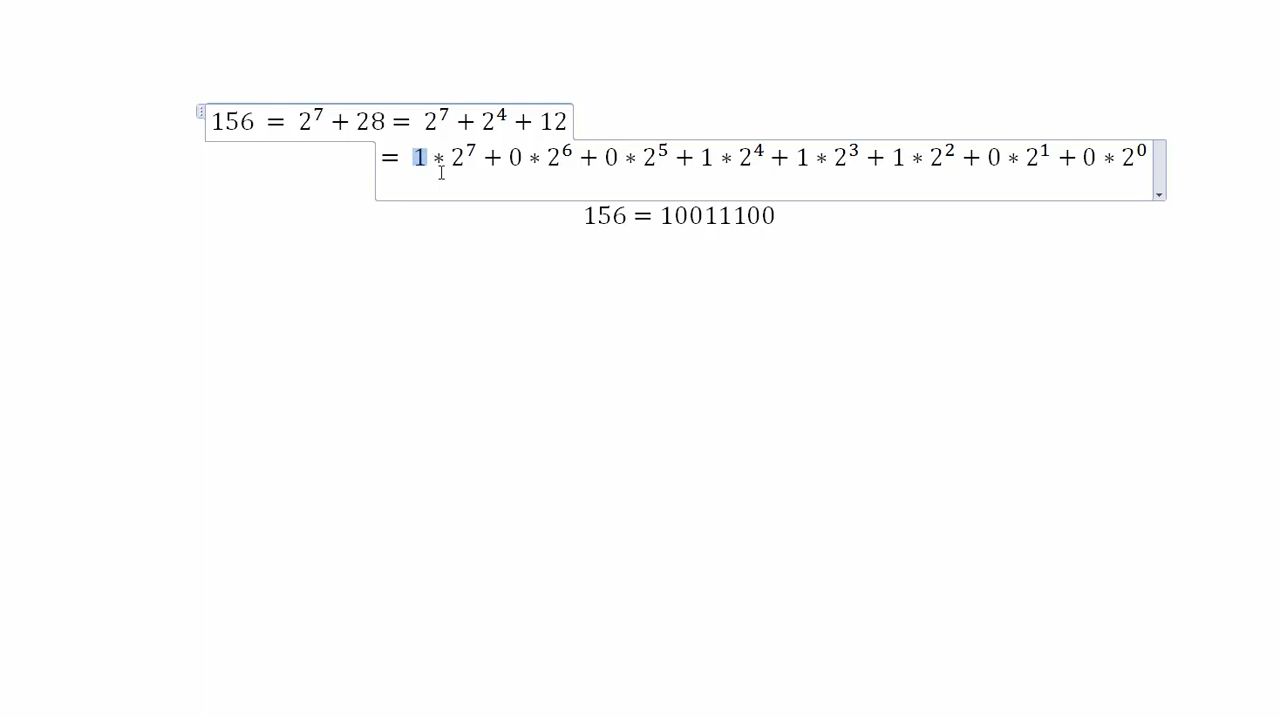 156 = 2⁷ + 28 = 2⁷ + 2⁴ + 12
= 1 ∗ 2⁷ + 0 ∗ 2⁶ + 0 ∗ 2⁵ + 1 ∗ 2⁴ + 1 ∗ 2³ + 1 ∗ 2² + 0 ∗ 2¹ + 0 ∗ 2⁰
156 = 10011100